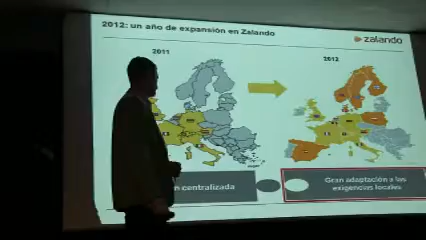 2012: un año de expansión en Zalando
zalando
2011
2012
n centralizada
Gran adaptación a las
exigencias locales